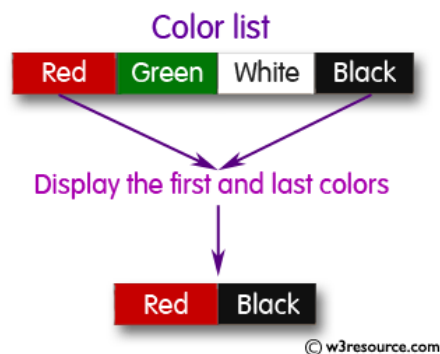 Color list
Red Green White Black
Display the first and last colors
Red Black
© w3resource.com